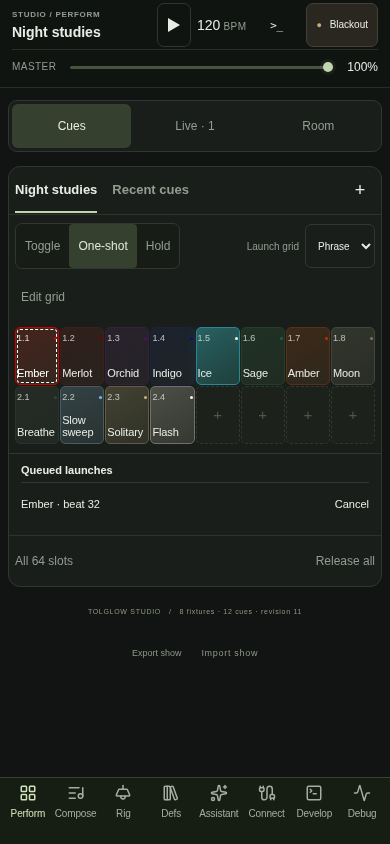 STUDIO / PERFORM
Night studies
120 BPM
>_
Blackout
MASTER
100%
Cues
Live · 1
Room
Night studies
Recent cues
+
Toggle
One-shot
Hold
Launch grid
Phrase
Edit grid
1.1 1.2 1.3 1.4 1.5 1.6 1.7 1.8
Ember Merlot Orchid Indigo Ice Sage Amber Moon
2.1 2.2 2.3 2.4
Breathe Slow sweep Solitary Flash + + + +
Queued launches
Ember · beat 32
Cancel
All 64 slots
Release all
TOLGLOW STUDIO / 8 fixtures · 12 cues · revision 11
Export show
Import show
Perform Compose Rig Defs Assistant Connect Develop Debug